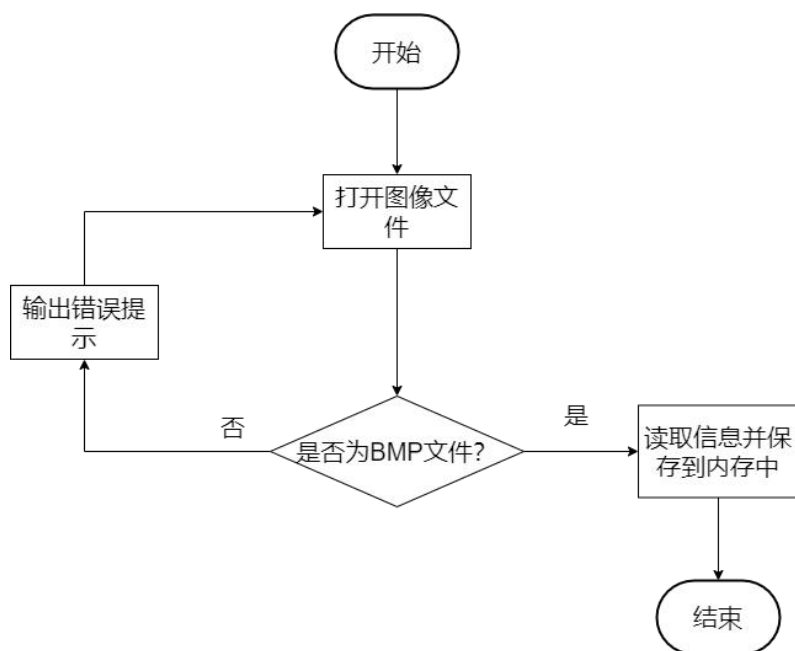 开始
打开图像文
件
输出错误提
示
否
是否为BMP文件?
是
读取信息并保
存到内存中
结束